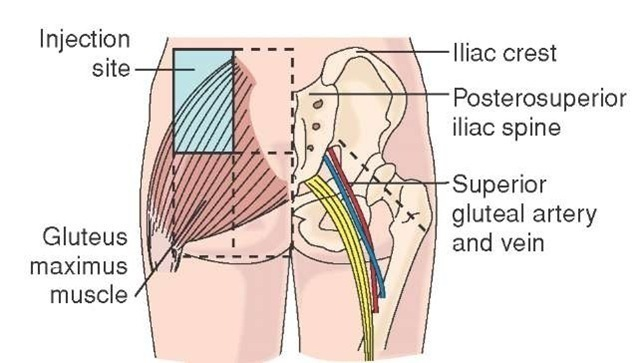 Injection
site
Iliac crest
Posterosuperior
iliac spine
Superior
gluteal artery
and vein
Gluteus
maximus
muscle